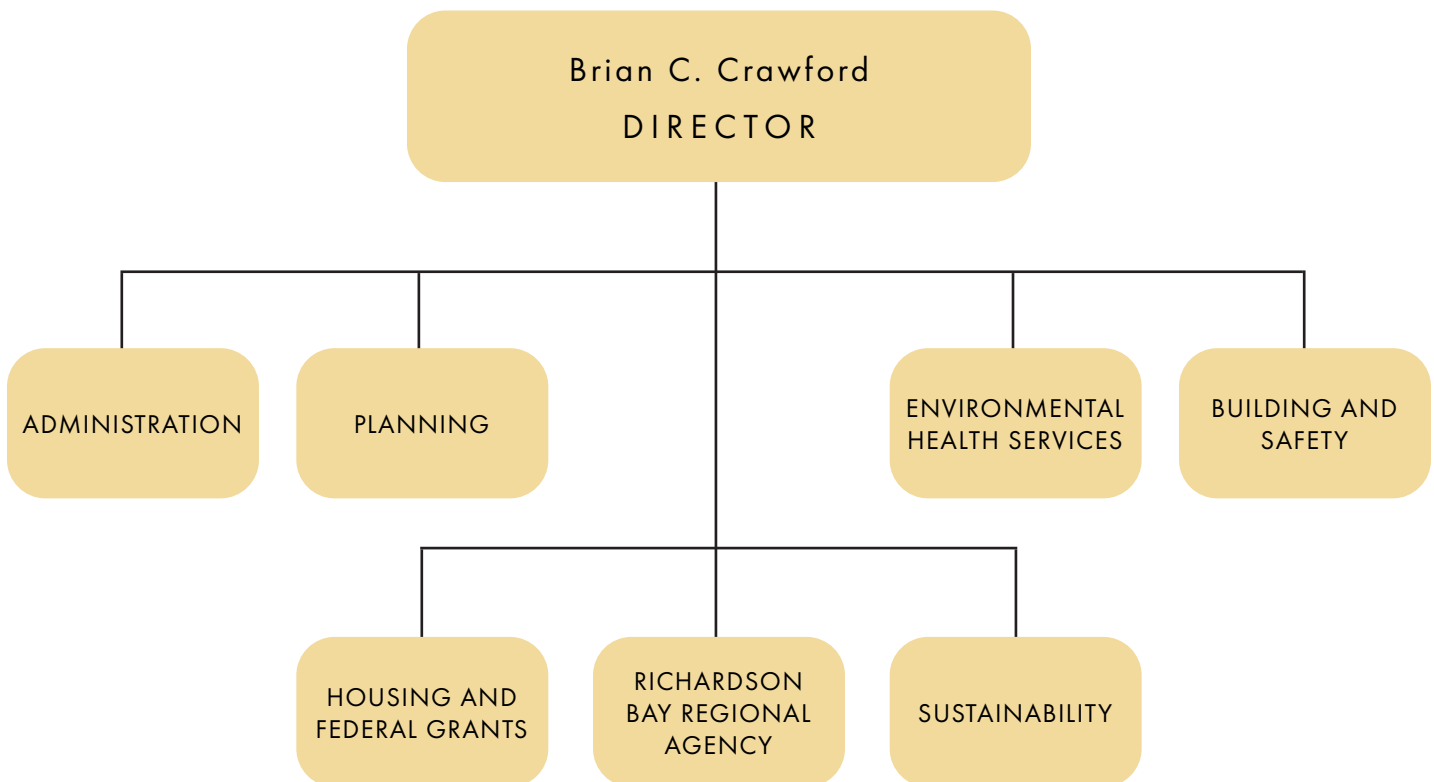 Brian C. Crawford
DIRECTOR
ADMINISTRATION
PLANNING
ENVIRONMENTAL
HEALTH SERVICES
BUILDING AND
SAFETY
HOUSING AND
FEDERAL GRANTS
RICHARDSON
BAY REGIONAL
AGENCY
SUSTAINABILITY